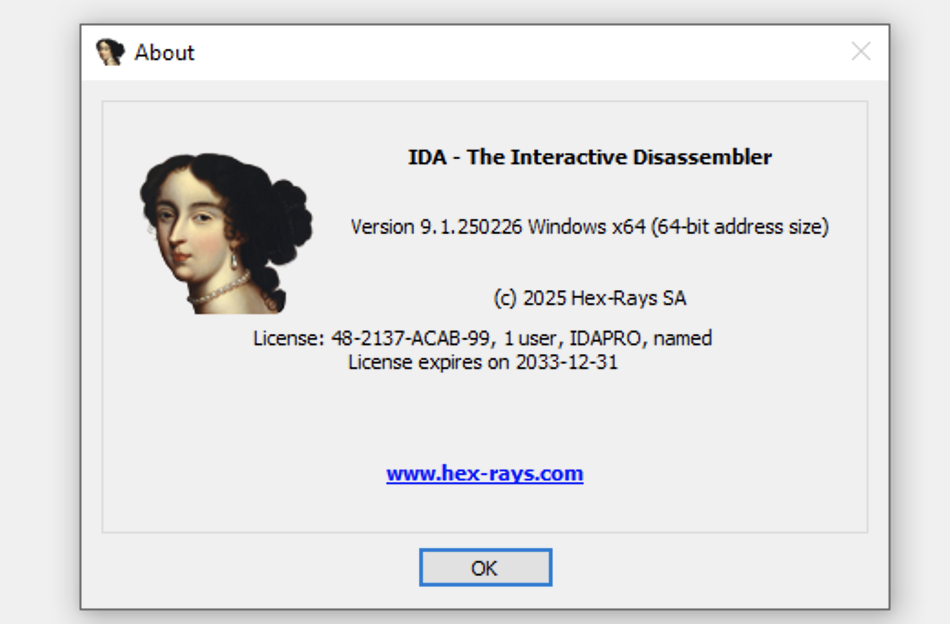 About
IDA - The Interactive Disassembler
Version 9.1.250226 Windows x64 (64-bit address size)
(c) 2025 Hex-Rays SA
License: 48-2137-ACAB-99, 1 user, IDAPRO, named
License expires on 2033-12-31
www.hex-rays.com
OK